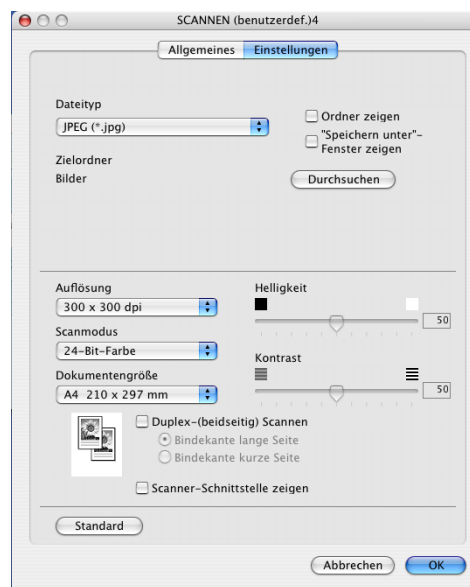 SCANNEN (benutzerdef.)4
Allgemeines
Einstellungen
Dateityp
JPEG (*.jpg)
Ordner zeigen
"Speichern unter"-
Fenster zeigen
Zielordner
Bilder
Durchsuchen
Auflösung
300 x 300 dpi
Scanmodus
24-Bit-Farbe
Dokumentengröße
A4 210 x 297 mm
Helligkeit
50
Kontrast
50
Duplex-(beidseitig) Scannen
Bindekante lange Seite
Bindekante kurze Seite
Scanner-Schnittstelle zeigen
Standard
Abbrechen
OK